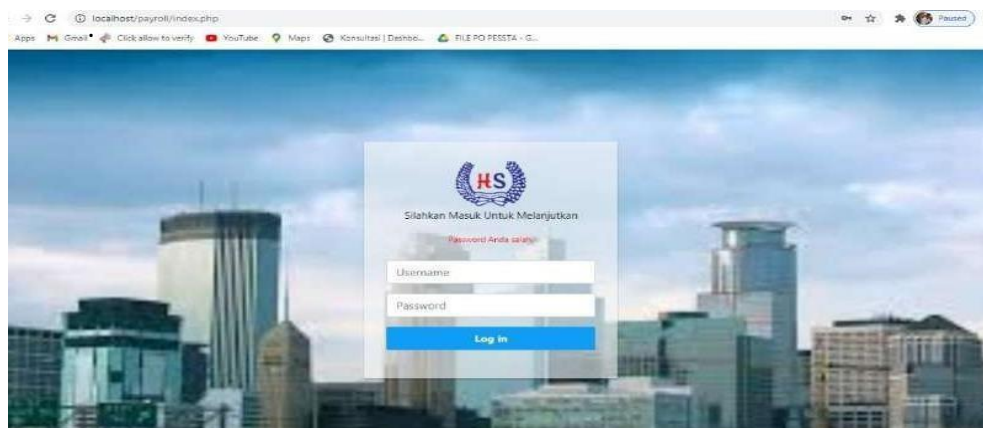 localhost/payroll/index.php
Paused
Apps Gmail Click allow to verify YouTube Maps Konsultasi | Dashbo... FILE PO PESSTA - G...
HS
Silahkan Masuk Untuk Melanjutkan
Password Anda salah!
Username
Password
Log in